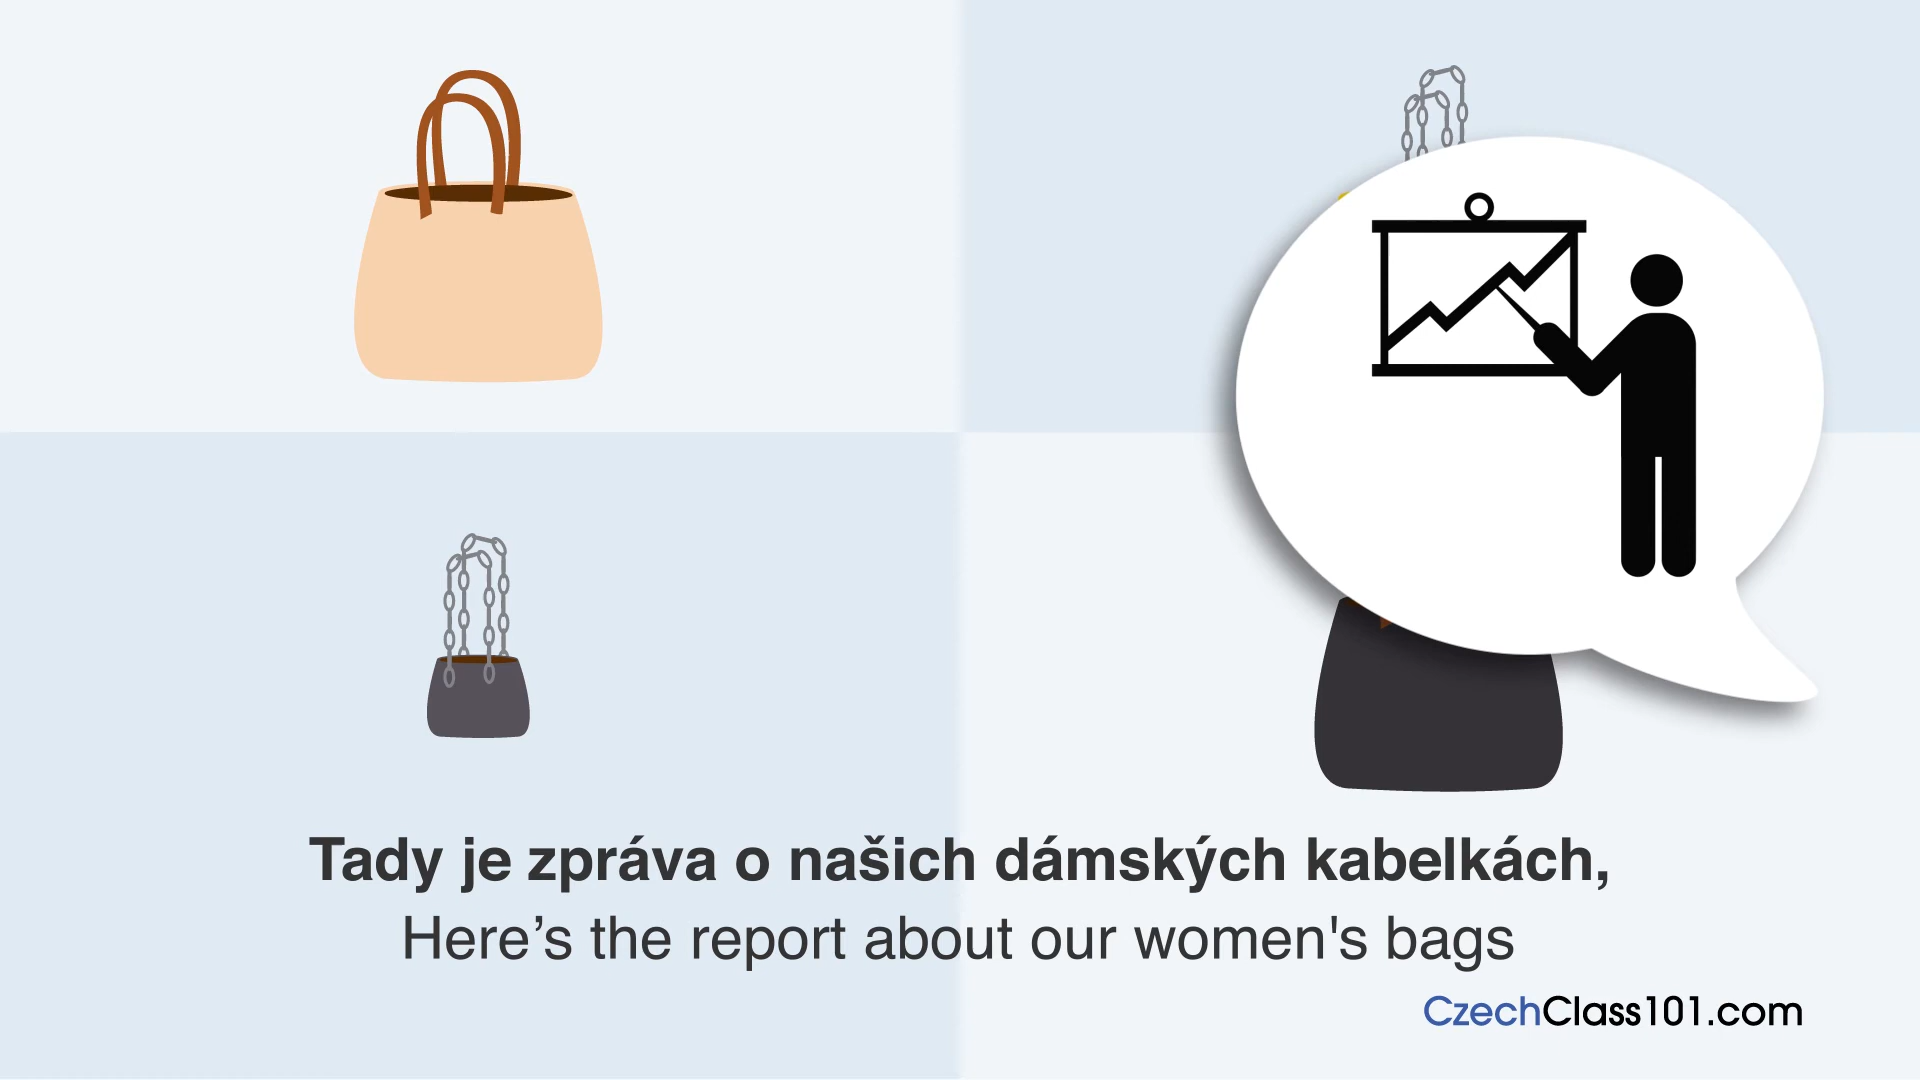 Tady je zpráva o našich dámských kabelkách,
Here’s the report about our women's bags
CzechClass101.com